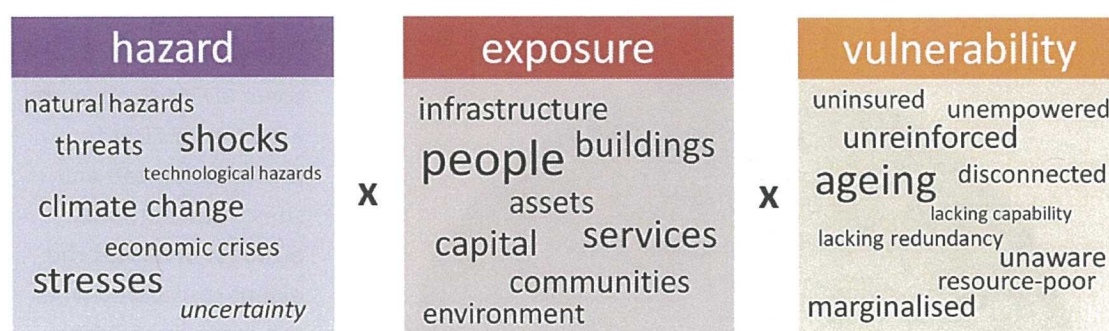 hazard
natural hazards
threats shocks
technological hazards
climate change
economic crises
stresses
uncertainty
x
exposure
infrastructure
people buildings
assets
capital services
communities
environment
x
vulnerability
uninsured unempowered
unreinforced
ageing disconnected
lacking capability
lacking redundancy
unaware
resource-poor
marginalised